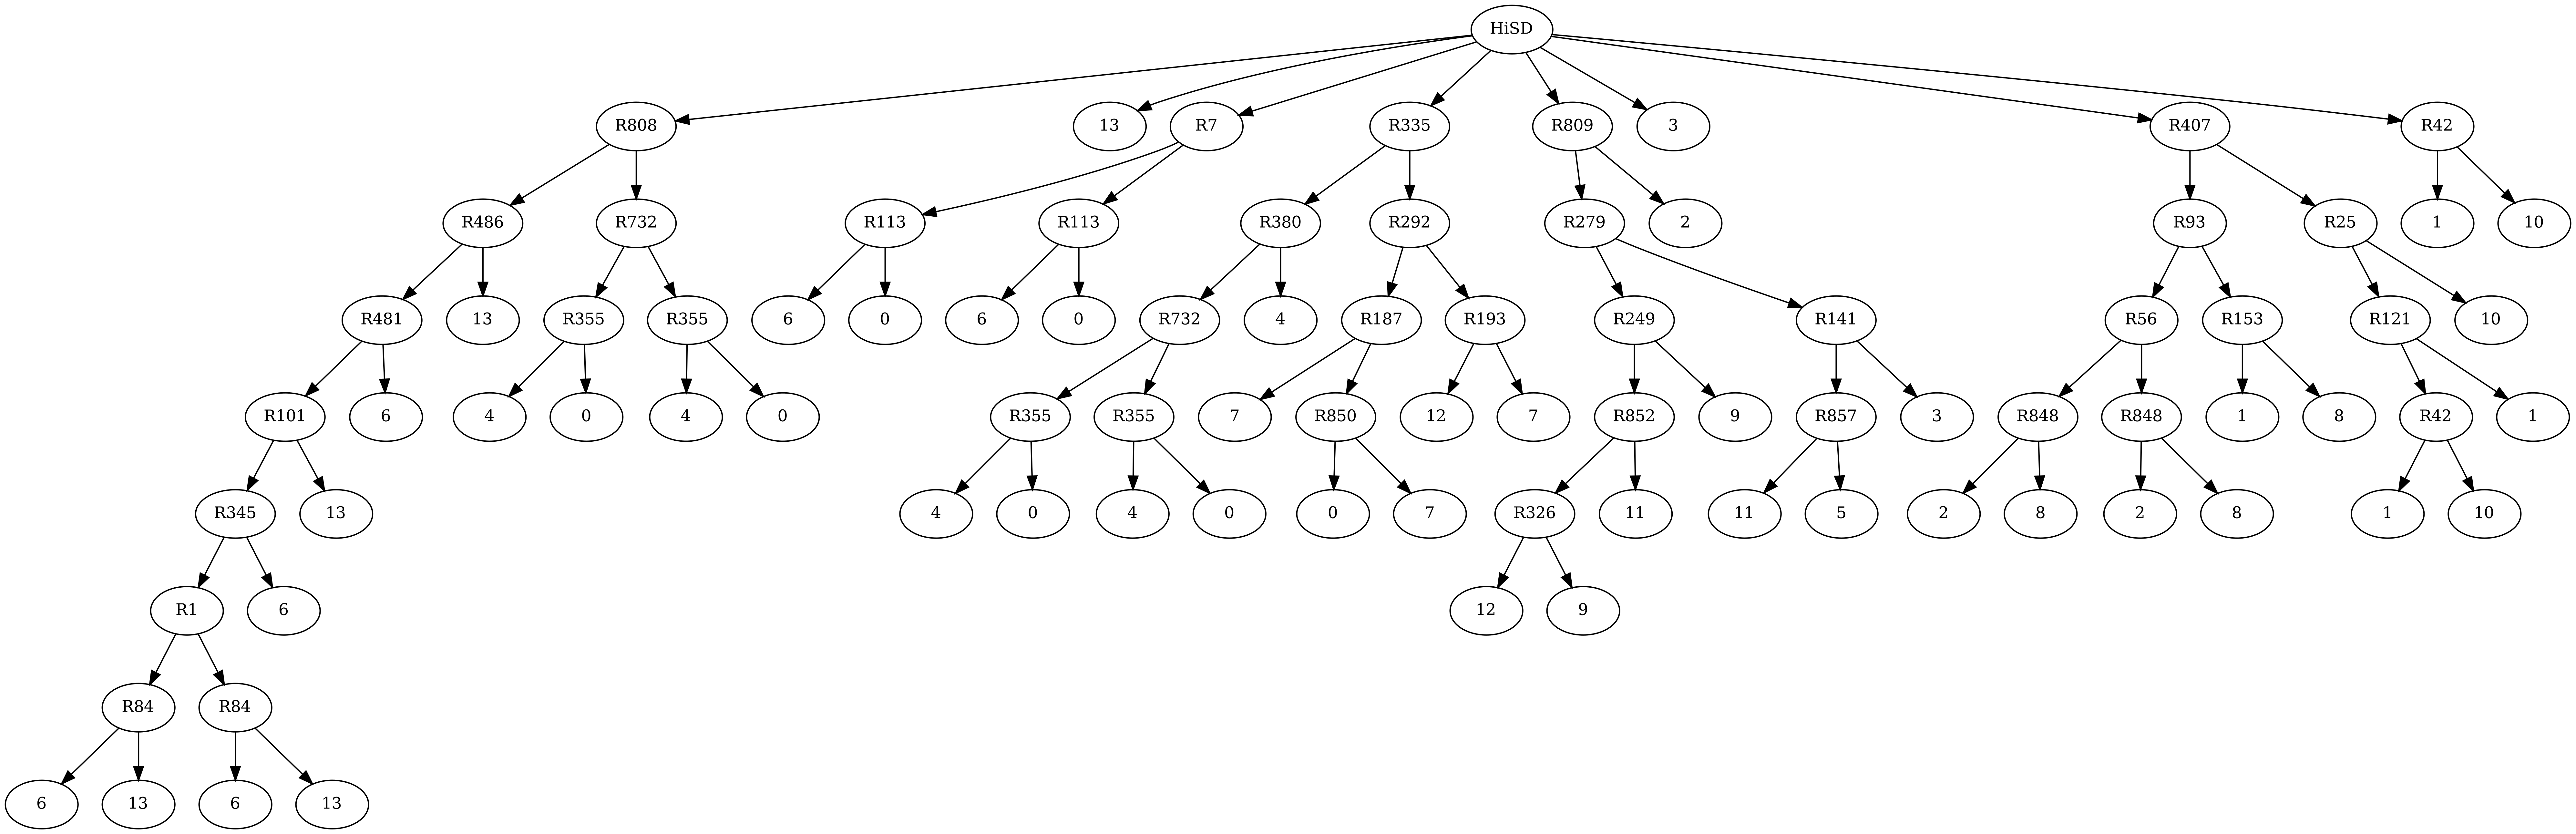 HiSD
R808 13 R7 R335 R809 3 R407 R42
R486 R732 R113 R113 R380 R292 R279 2 R93 R25 1 10
R481 13 R355 R355 6 0 6 0 R732 4 R187 R193 R249 R141 R56 R153 R121 10
R101 6 4 0 4 0 R355 R355 7 R850 12 7 R852 9 R857 3 R848 R848 1 8 R42 1
R345 13 4 0 4 0 0 7 R326 11 11 5 2 8 2 8 1 10
R1 6 12 9
R84 R84
6 13 6 13